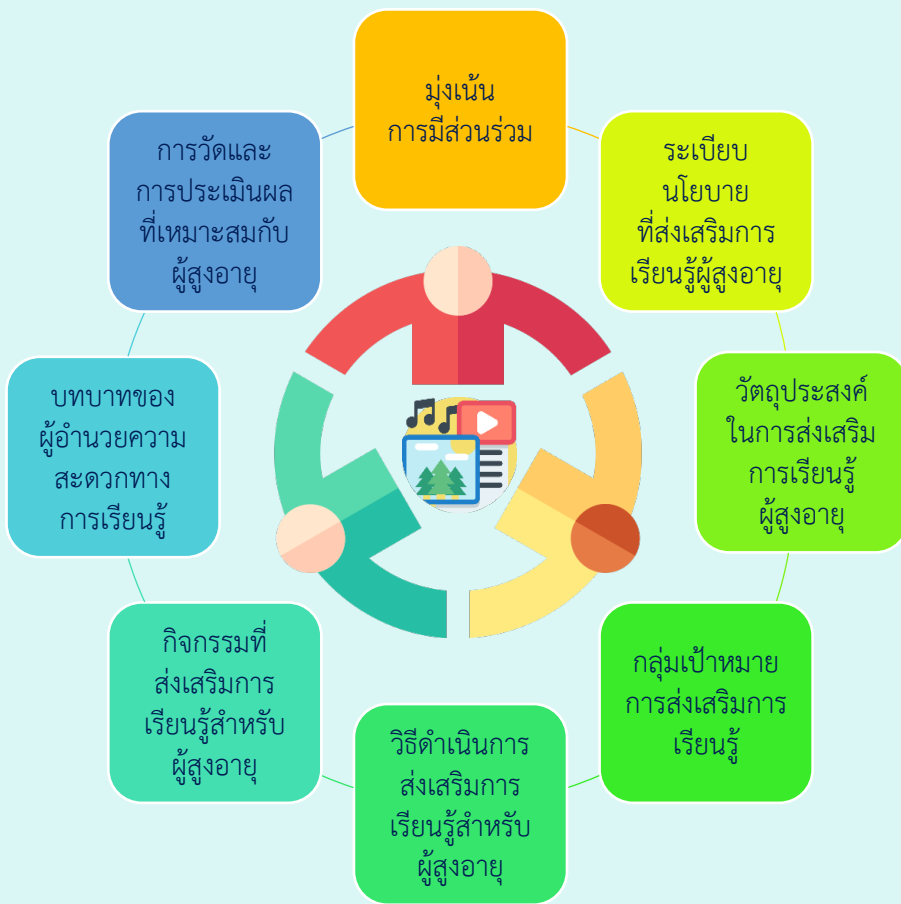 มุ่งเน้น
การมีส่วนร่วม
ระเบียบ
นโยบาย
ที่ส่งเสริมการ
เรียนรู้ผู้สูงอายุ
วัตถุประสงค์
ในการส่งเสริม
การเรียนรู้
ผู้สูงอายุ
กลุ่มเป้าหมาย
การส่งเสริมการ
เรียนรู้
วิธีดำเนินการ
ส่งเสริมการ
เรียนรู้สำหรับ
ผู้สูงอายุ
กิจกรรมที่
ส่งเสริมการ
เรียนรู้สำหรับ
ผู้สูงอายุ
บทบาทของ
ผู้อำนวยความ
สะดวกทาง
การเรียนรู้
การวัดและ
การประเมินผล
ที่เหมาะสมกับ
ผู้สูงอายุ